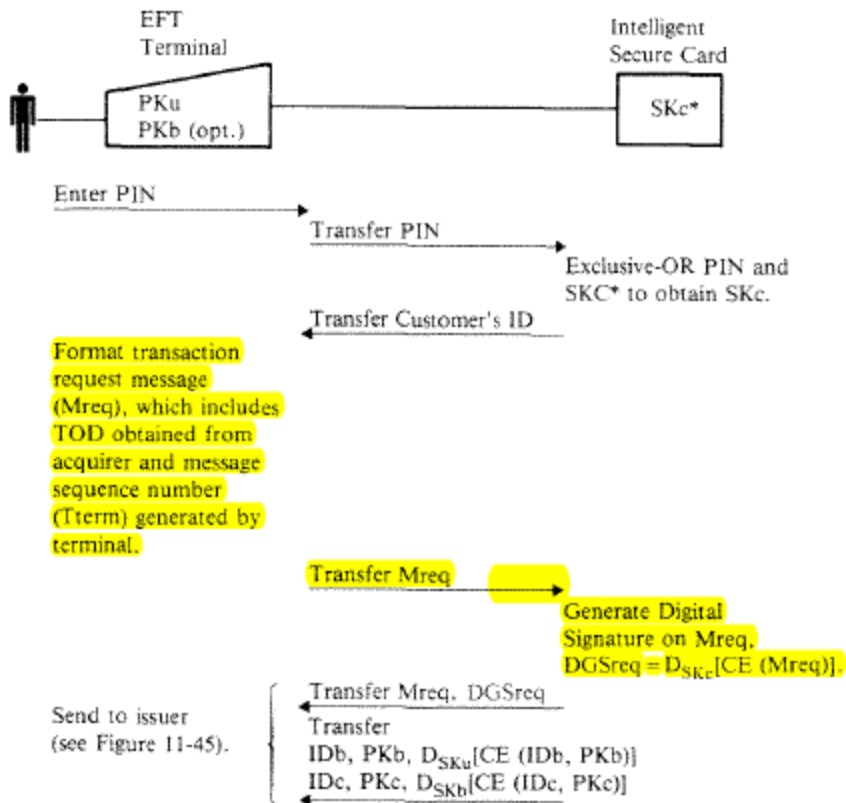 EFT
Terminal
Intelligent
Secure Card
PKu
PKb (opt.)
SKc*
Enter PIN
Transfer PIN
Exclusive-OR PIN and
SKC* to obtain SKc.
Transfer Customer's ID
Format transaction
request message
(Mreq), which includes
TOD obtained from
acquirer and message
sequence number
(Tterm) generated by
terminal.
Transfer Mreq
Generate Digital
Signature on Mreq,
DGSreq = DSKc[CE (Mreq)].
Transfer Mreq, DGSreq
Send to issuer
(see Figure 11-45).
Transfer
IDb, PKb, DSKu[CE (IDb, PKb)]
IDc, PKc, DSKb[CE (IDc, PKc)]